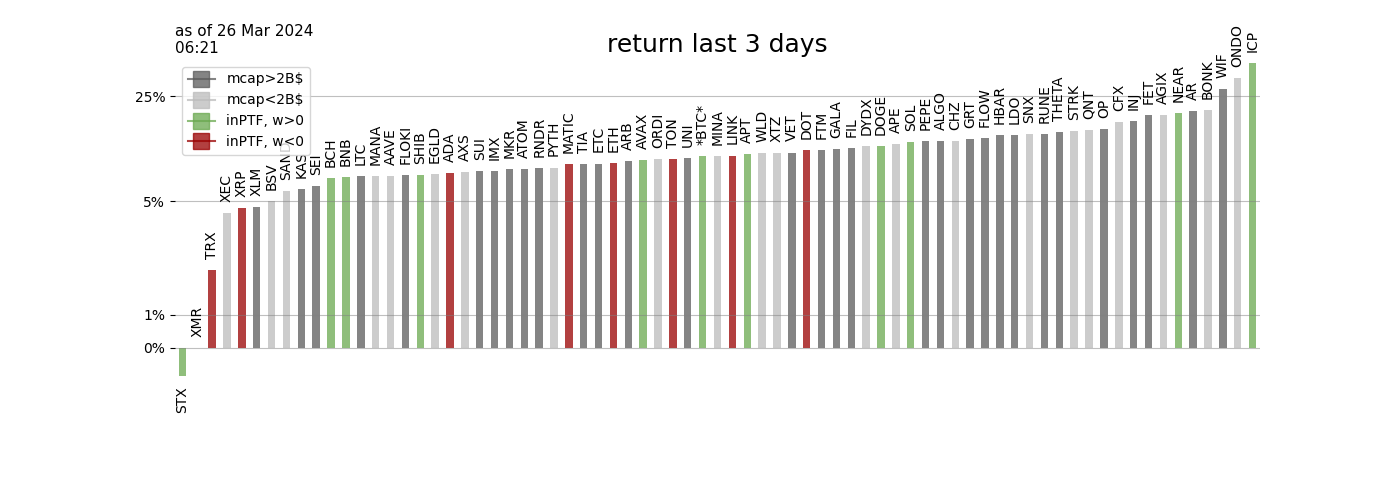 as of 26 Mar 2024
06:21
return last 3 days
mcap>2B$
mcap<2B$
inPTF, w>0
inPTF, w<0
25%
5%
1%
0%
STX
XMR
TRX
XEC
XRP
XLM
BSV
SAND
KAS
SEI
BCH
BNB
LTC
MANA
AAVE
FLOKI
SHIB
EGLD
ADA
AXS
SUI
IMX
MKR
ATOM
RNDR
PYTH
MATIC
TIA
ETC
ETH
ARB
AVAX
ORDI
TON
UNI
*BTC*
MINA
LINK
APT
WLD
XTZ
VET
DOT
FTM
GALA
FIL
DYDX
DOGE
APE
SOL
PEPE
ALGO
CHZ
GRT
FLOW
HBAR
LDO
SNX
RUNE
THETA
STRK
QNT
OP
CFX
INJ
FET
AGIX
NEAR
AR
BONK
WIF
ONDO
ICP